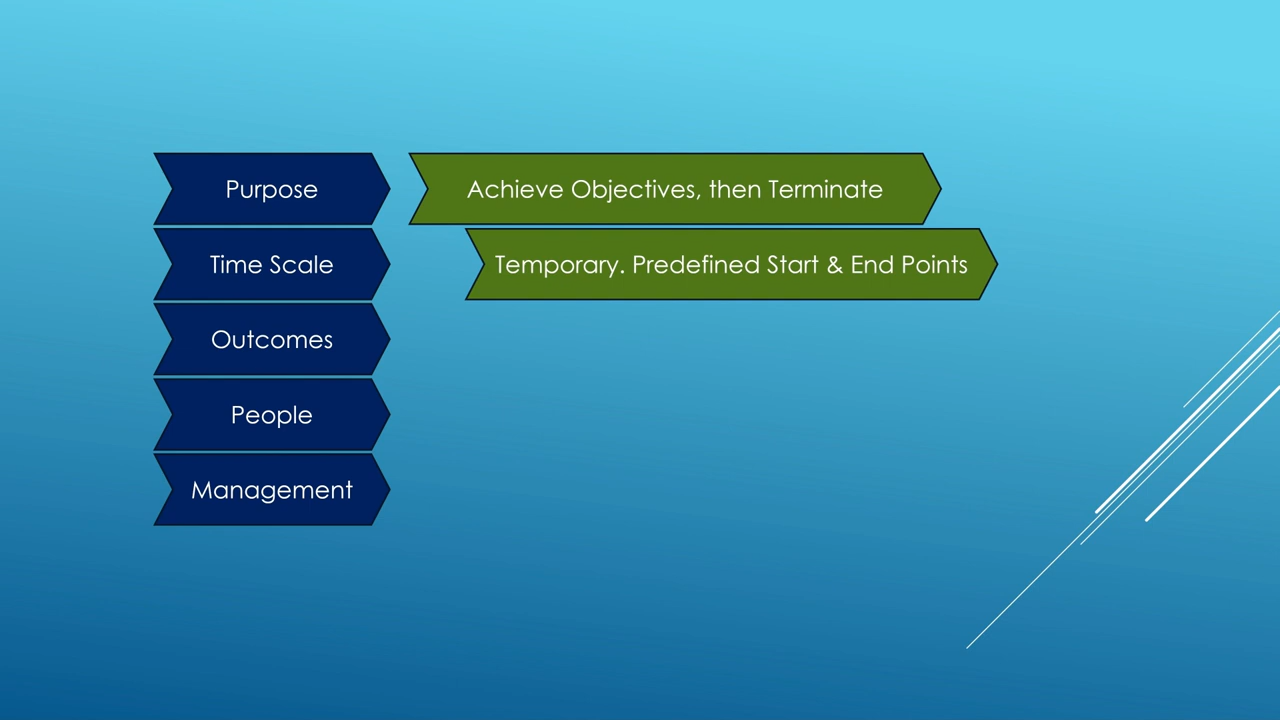 Purpose
Achieve Objectives, then Terminate
Time Scale
Temporary. Predefined Start & End Points
Outcomes
People
Management